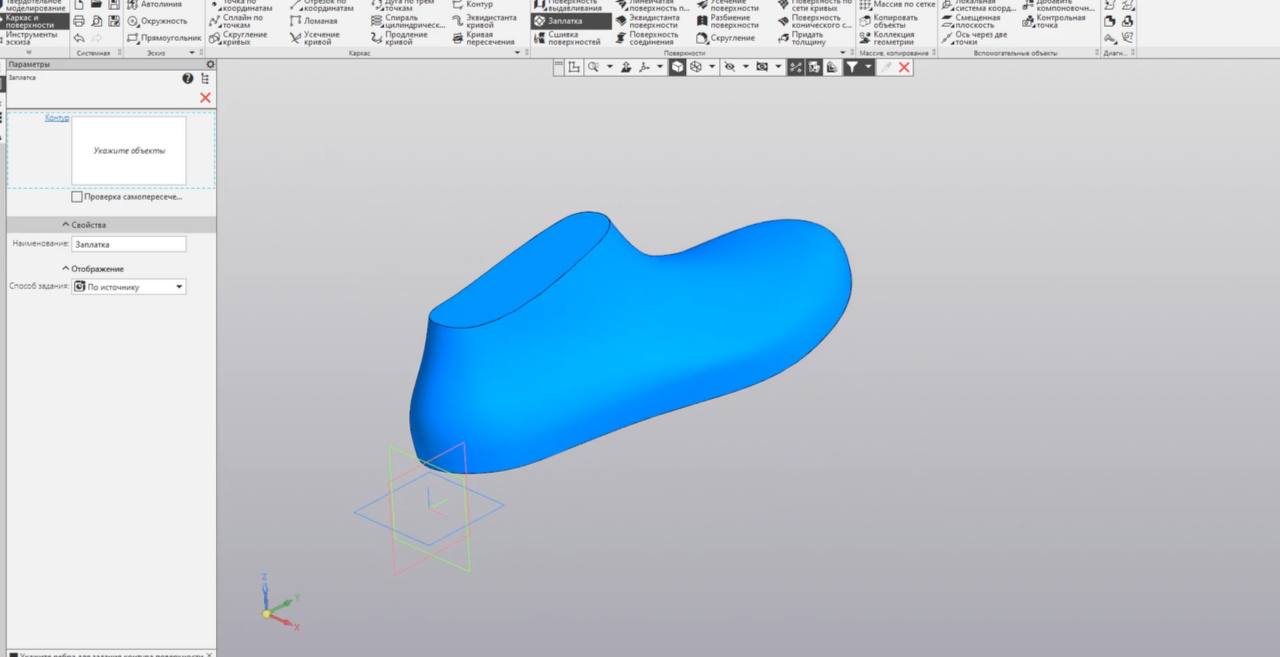 Твердотельное моделирование
Каркас и поверхности
Инструменты эскиза
Системная
Автолиния
Окружность
Прямоугольник
Эскиз
Точка по координатам
Сплайн по точкам
Скругление кривых
Отрезок по координатам
Ломаная
Усечение кривой
Дуга по трем точкам
Спираль цилиндричес...
Продление кривой
Контур
Эквидистанта кривой
Кривая пересечения
Каркас
Поверхность выдавливания
Заплатка
Сшивка поверхностей
Линейчатая поверхность п...
Эквидистанта поверхности
Поверхность соединения
Усечение поверхности
Разбиение поверхности
Скругление
Поверхность по сети кривых
Поверхность конического с...
Придать толщину
Поверхности
Массив по сетке
Копировать объекты
Коллекция геометрии
Массив, копирование
Локальная система коорд...
Смещенная плоскость
Ось через две точки
Добавить компоновочн...
Контрольная точка
Вспомогательные объекты
Диагн...
Параметры
Заплатка
Контур
Укажите объекты
Проверка самопересече...
Свойства
Наименование: Заплатка
Отображение
Способ задания: По источнику
Z
Y
X
Укажите ребра для задания контура поверхности